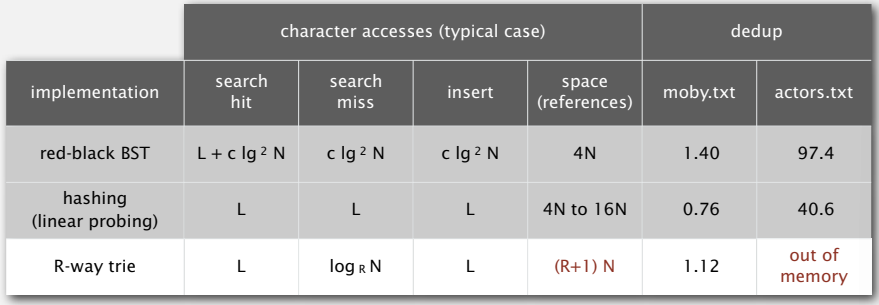 character accesses (typical case) dedup
implementation search hit search miss insert space (references) moby.txt actors.txt
red-black BST L + c lg ² N c lg ² N c lg ² N 4N 1.40 97.4
hashing (linear probing) L L L 4N to 16N 0.76 40.6
R-way trie L log R N L (R+1) N 1.12 out of memory